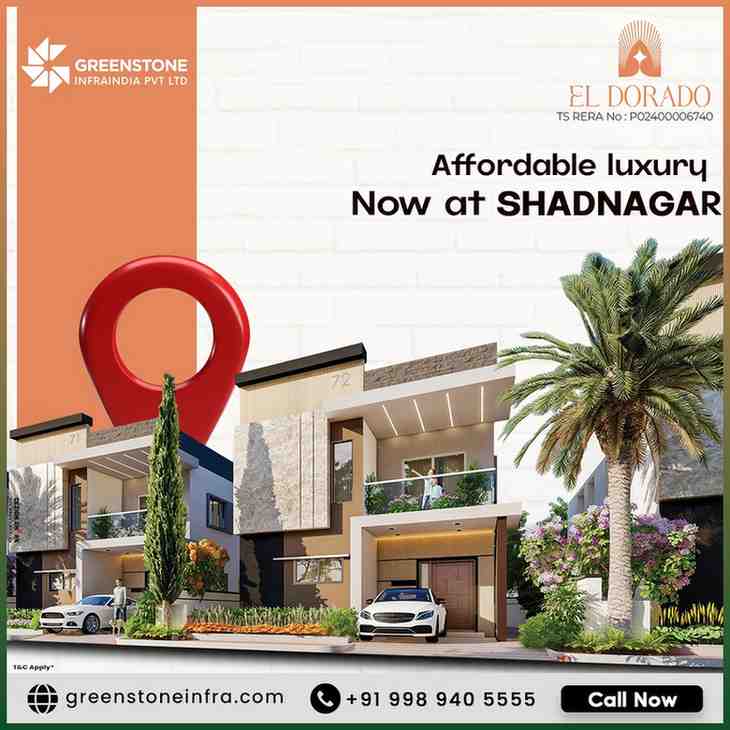 GREENSTONE
INFRAINDIA PVT LTD
EL DORADO
TS RERA No : P02400006740
Affordable luxury
Now at SHADNAGAR
71
72
T&C Apply*
greenstoneinfra.com
+91 998 940 5555
Call Now